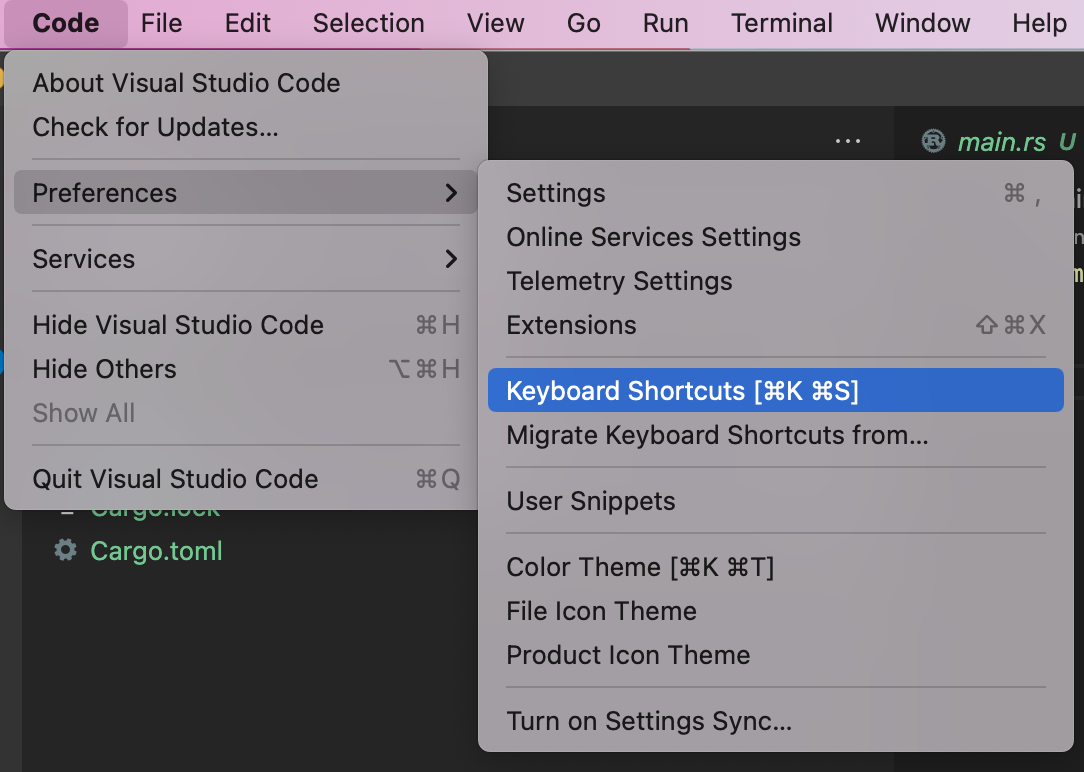 Code File Edit Selection View Go Run Terminal Window Help
About Visual Studio Code
Check for Updates...
Preferences
Services
Hide Visual Studio Code ⌘H
Hide Others ⌥⌘H
Show All
Quit Visual Studio Code ⌘Q
Cargo.lock
Cargo.toml
... main.rs U
Settings ⌘,
Online Services Settings
Telemetry Settings
Extensions ⇧⌘X
Keyboard Shortcuts [⌘K ⌘S]
Migrate Keyboard Shortcuts from...
User Snippets
Color Theme [⌘K ⌘T]
File Icon Theme
Product Icon Theme
Turn on Settings Sync...